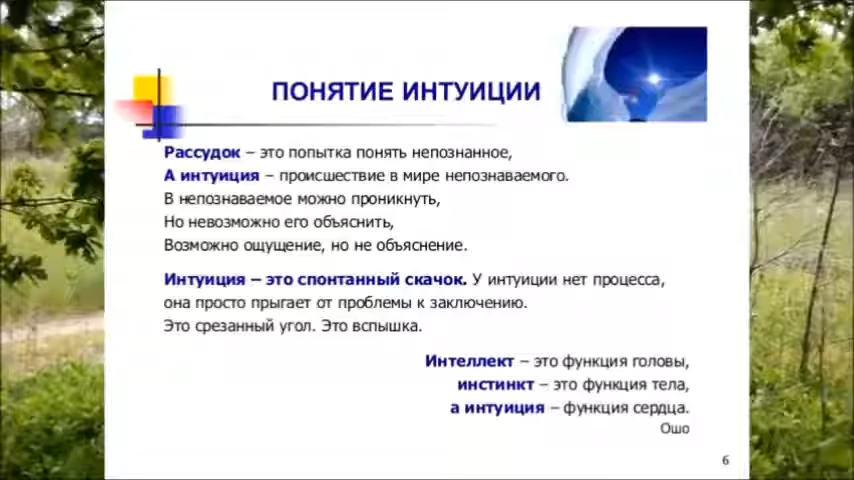 ПОНЯТИЕ ИНТУИЦИИ
Рассудок – это попытка понять непознанное,
А интуиция – происшествие в мире непознаваемого.
В непознаваемое можно проникнуть,
Но невозможно его объяснить,
Возможно ощущение, но не объяснение.
Интуиция – это спонтанный скачок. У интуиции нет процесса,
она просто прыгает от проблемы к заключению.
Это срезанный угол. Это вспышка.
Интеллект – это функция головы,
инстинкт – это функция тела,
а интуиция – функция сердца.
Ошо
6